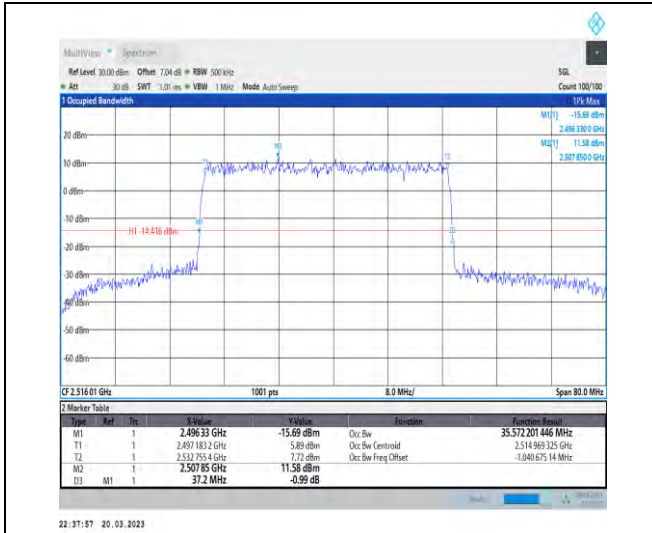 MultiView Spectrum
Ref Level 30.00 dBm Offset 7.04 dB RBW 500 kHz SGL
Att 30 dB SWT 1.01 ms VBW 1 MHz Mode Auto Sweep Count 100/100
1 Occupied Bandwidth 1Pk Max
M1[1] -15.69 dBm
2.496 330 0 GHz
M2[1] 11.58 dBm
2.507 850 0 GHz
20 dBm
M2
10 dBm
T1
T2
0 dBm
-10 dBm
M1
H1 -14.418 dBm
D3
-20 dBm
-30 dBm
-40 dBm
-50 dBm
-60 dBm
CF 2.516 01 GHz 1001 pts 8.0 MHz/ Span 80.0 MHz
2 Marker Table
Type Ref Trc X-Value Y-Value Function Function Result
M1 1 2.496 33 GHz -15.69 dBm Occ Bw 35.572 201 446 MHz
T1 1 2.497 183 2 GHz 5.89 dBm Occ Bw Centroid 2.514 969 325 GHz
T2 1 2.532 755 4 GHz 7.72 dBm Occ Bw Freq Offset -1.040 675 14 MHz
M2 1 2.507 85 GHz 11.58 dBm
D3 M1 1 37.2 MHz -0.99 dB
22:37:57 20.03.2023